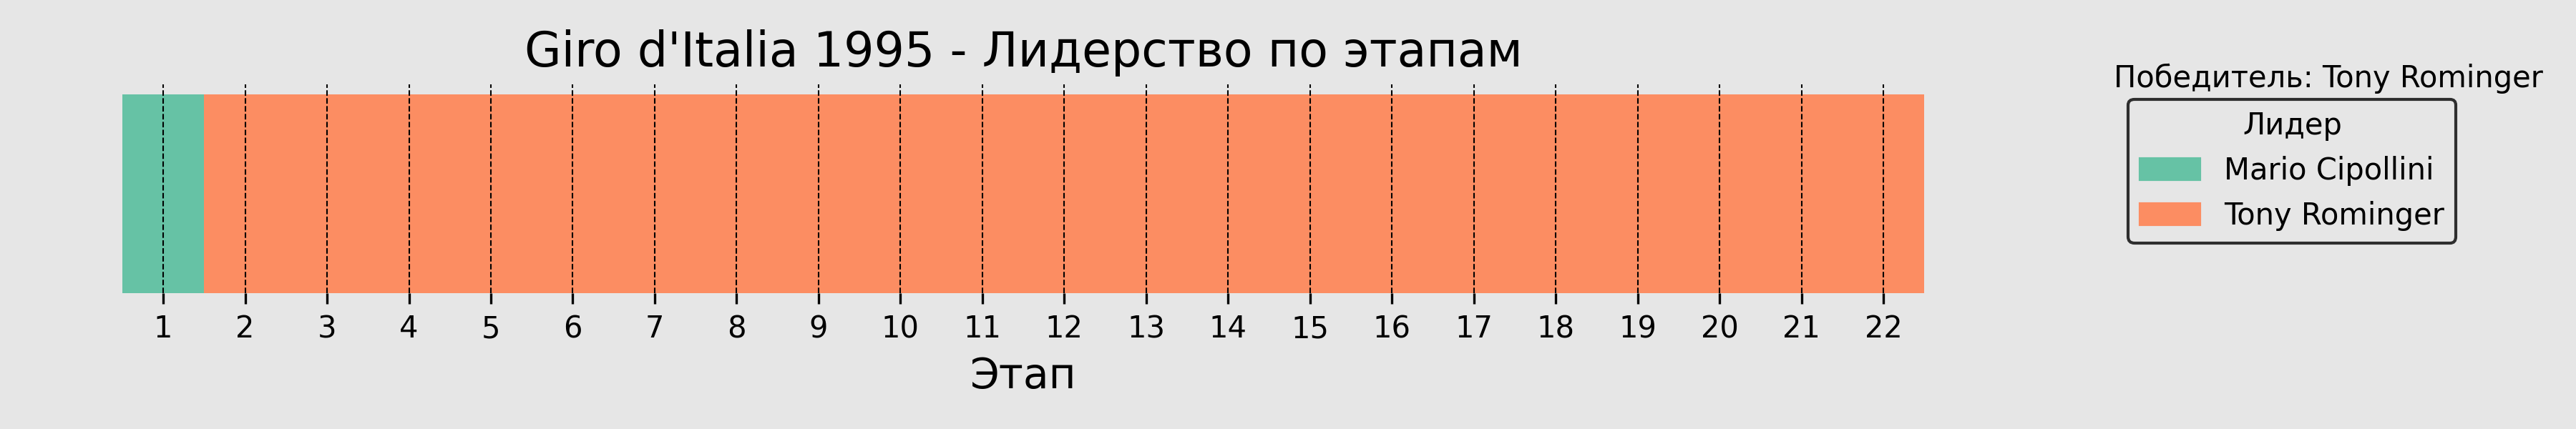 Giro d'Italia 1995 - Лидерство по этапам
Победитель: Tony Rominger
Лидер
Mario Cipollini
Tony Rominger
1 2 3 4 5 6 7 8 9 10 11 12 13 14 15 16 17 18 19 20 21 22
Этап